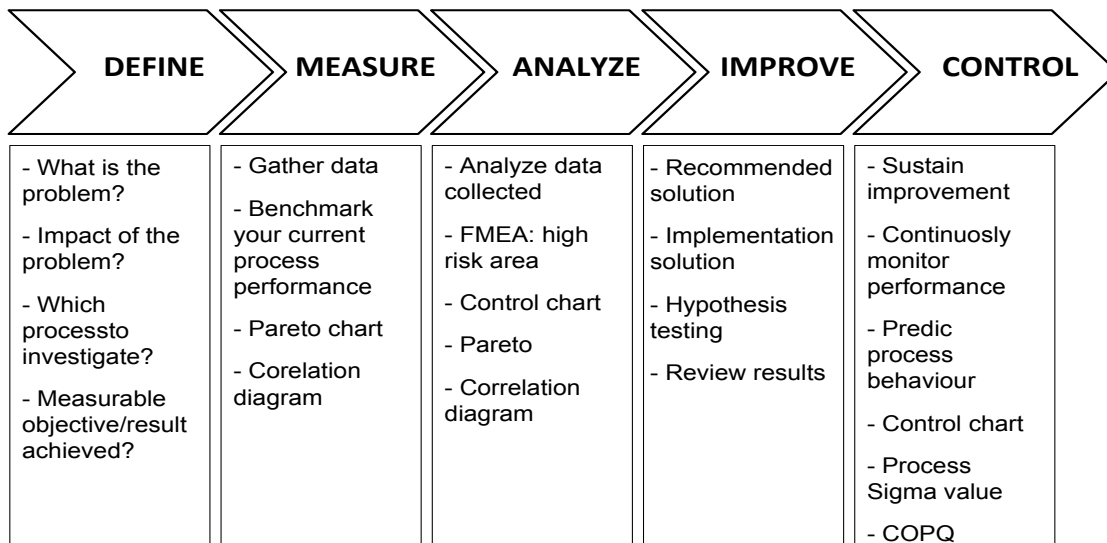 DEFINE
MEASURE
ANALYZE
IMPROVE
CONTROL
- What is the
problem?
- Impact of the
problem?
- Which
processto
investigate?
- Measurable
objective/result
achieved?
- Gather data
- Benchmark
your current
process
performance
- Pareto chart
- Corelation
diagram
- Analyze data
collected
- FMEA: high
risk area
- Control chart
- Pareto
- Correlation
diagram
- Recommended
solution
- Implementation
solution
- Hypothesis
testing
- Review results
- Sustain
improvement
- Continuosly
monitor
performance
- Predic
process
behaviour
- Control chart
- Process
Sigma value
- COPQ